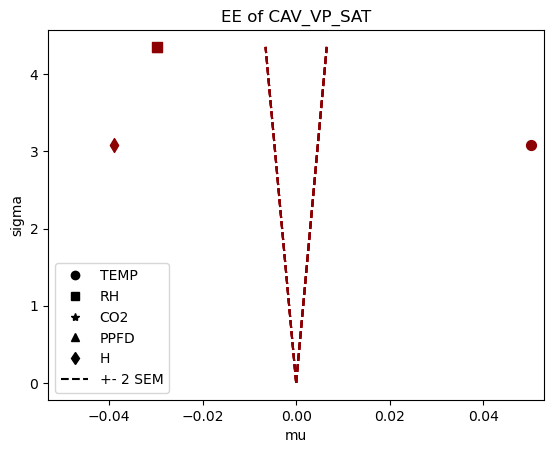 EE of CAV_VP_SAT
sigma
4
3
2
1
0
TEMP
RH
CO2
PPFD
H
+- 2 SEM
−0.04
−0.02
0.00
0.02
0.04
mu